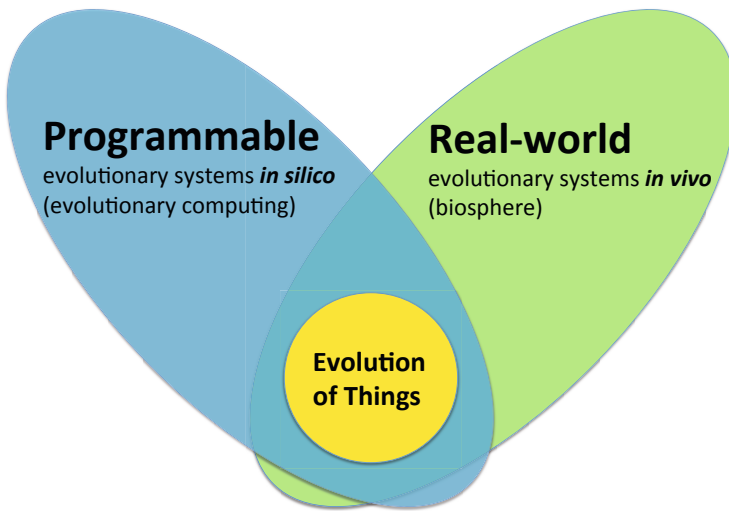 Programmable
evolutionary systems in silico
(evolutionary computing)
Real-world
evolutionary systems in vivo
(biosphere)
Evolution
of Things